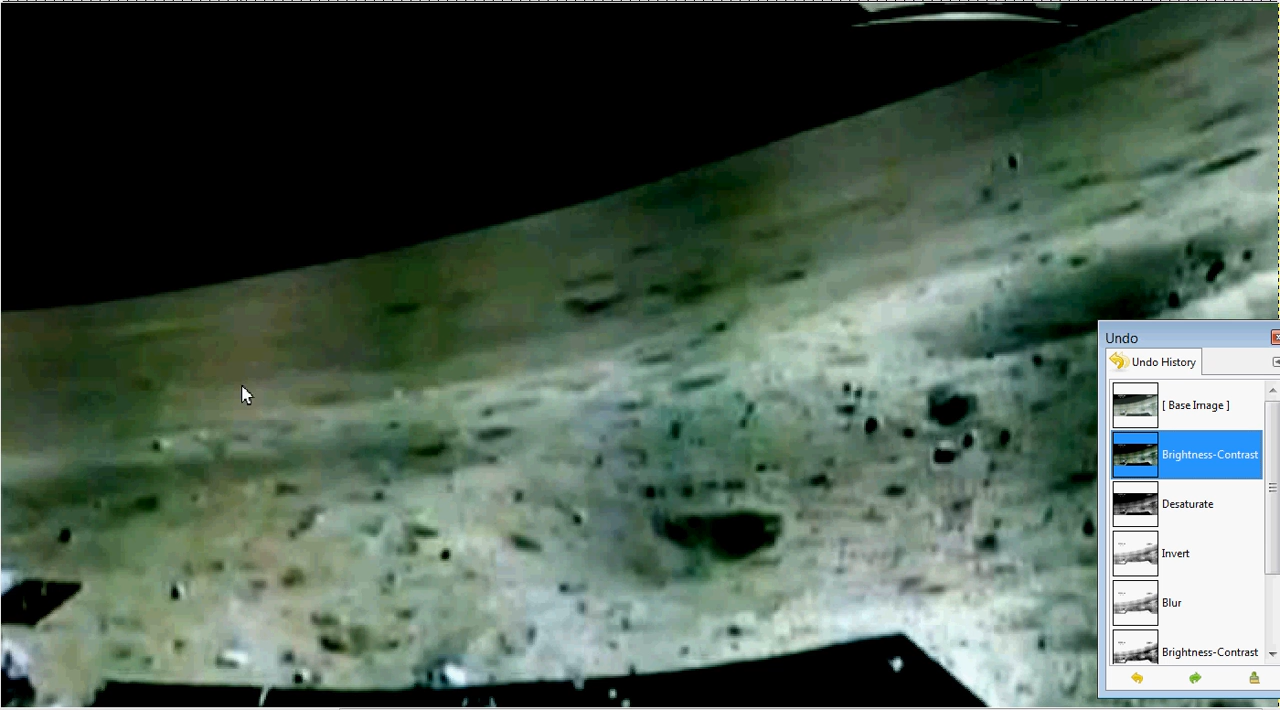 Undo
Undo History
[ Base Image ]
Brightness-Contrast
Desaturate
Invert
Blur
Brightness-Contrast